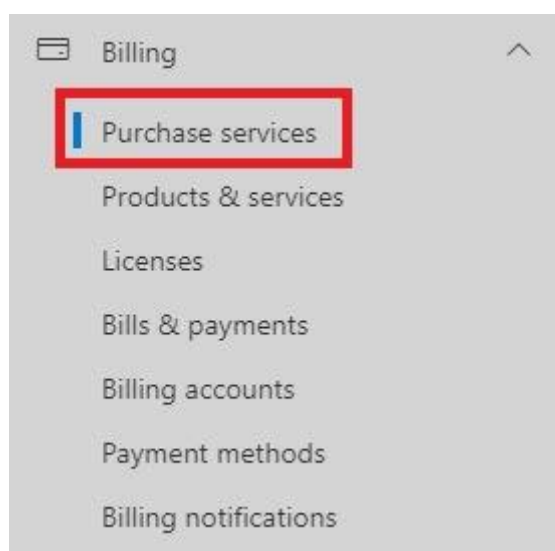 Billing
Purchase services
Products & services
Licenses
Bills & payments
Billing accounts
Payment methods
Billing notifications